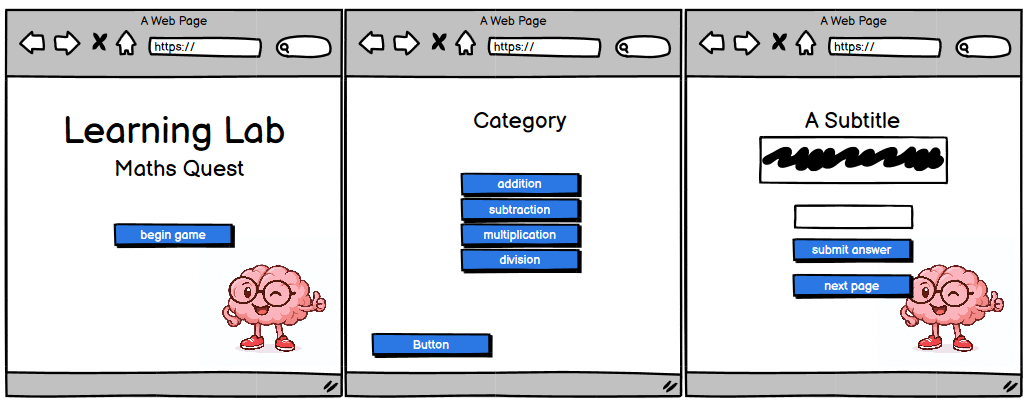 A Web Page
https://
Learning Lab
Maths Quest
begin game
A Web Page
https://
Category
addition
subtraction
multiplication
division
Button
A Web Page
https://
A Subtitle
submit answer
next page